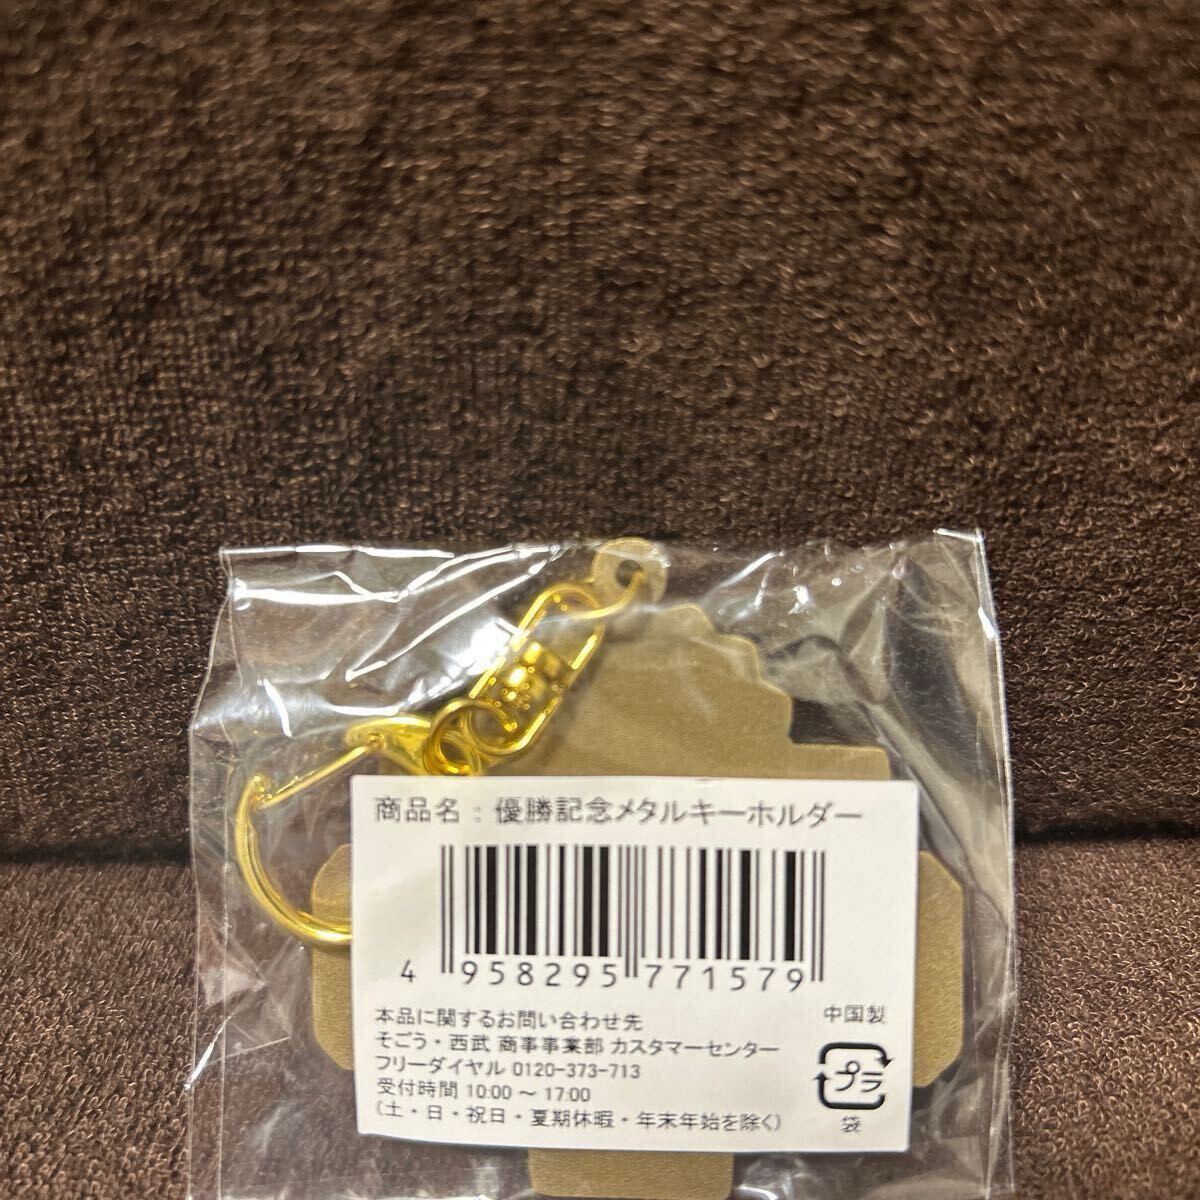 商品名：優勝記念メタルキーホルダー
4 958295 771579
本品に関するお問い合わせ先
そごう・西武 商事事業部 カスタマーセンター
フリーダイヤル 0120-373-713
受付時間 10:00 ～ 17:00
(土・日・祝日・夏期休暇・年末年始を除く)
中国製
プラ
袋